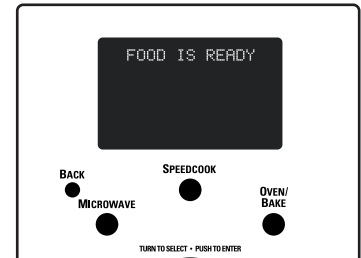 FOOD IS READY
SPEEDCOOK
BACK
OVEN/
BAKE
MICROWAVE
TURN TO SELECT • PUSH TO ENTER